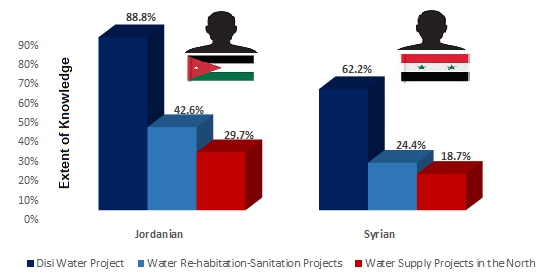 88.8%
90%
80%
70%
60%
50%
40%
30%
20%
10%
0%
Extent of Knowledge
42.6%
29.7%
62.2%
24.4%
18.7%
Jordanian
Syrian
Disi Water Project
Water Re-habitation-Sanitation Projects
Water Supply Projects in the North